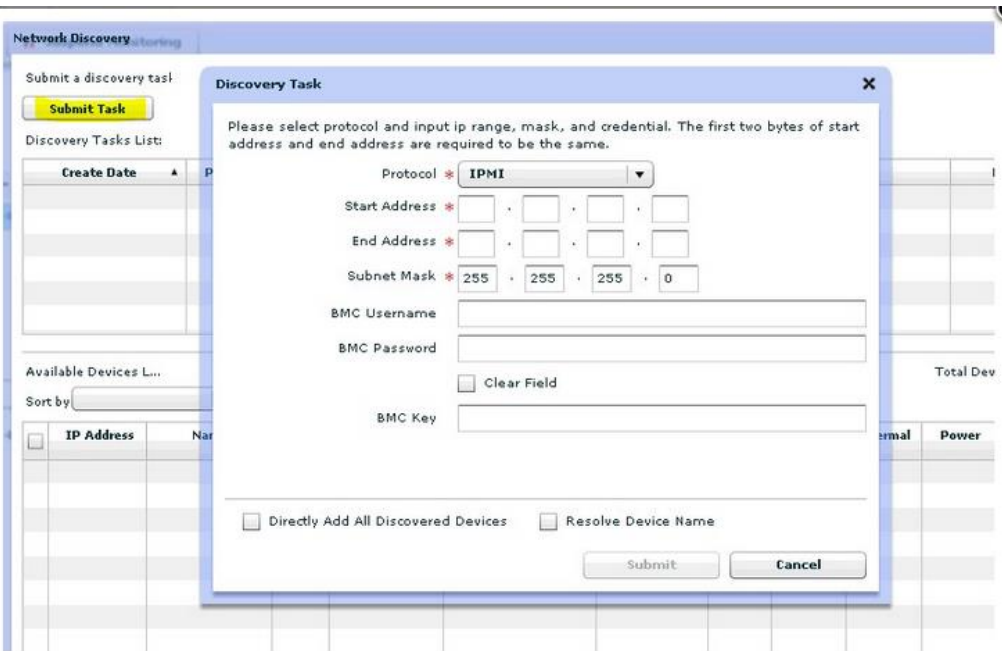 Network Discovery
Submit a discovery task
Submit Task
Discovery Tasks List:
Create Date
P
Discovery Task
Please select protocol and input ip range, mask, and credential. The first two bytes of start
address and end address are required to be the same.
Protocol * IPMI
Start Address * . . .
End Address * . . .
Subnet Mask * 255 . 255 . 255 . 0
BMC Username
BMC Password
Clear Field
BMC Key
Directly Add All Discovered Devices
Resolve Device Name
Submit
Cancel
Available Devices L...
Total Dev
Sort by
IP Address
Nar
ermal
Power